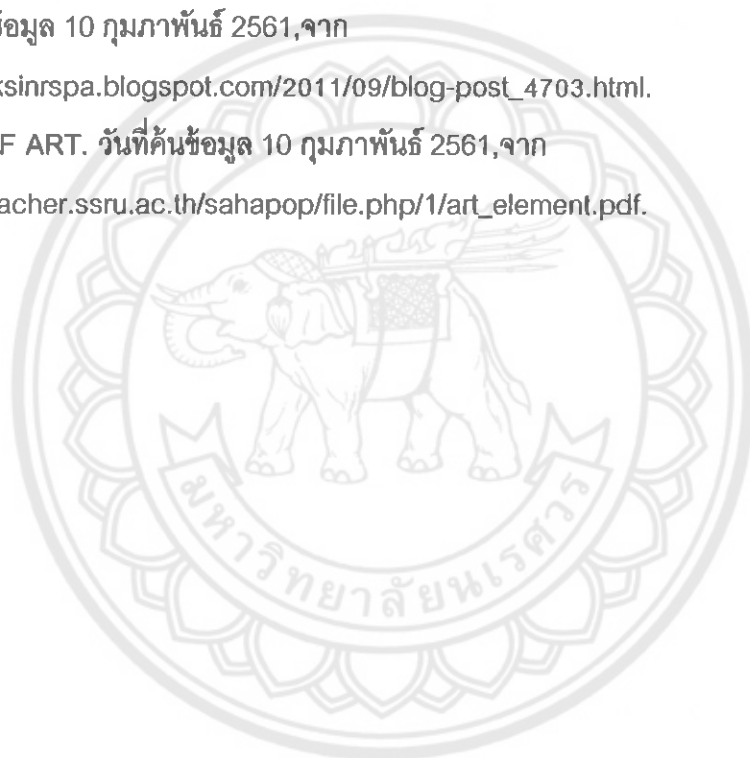 ข้อมูล 10 กุมภาพันธ์ 2561,จาก
ksinrspa.blogspot.com/2011/09/blog-post_4703.html.
F ART. วันที่ค้นข้อมูล 10 กุมภาพันธ์ 2561,จาก
acher.ssru.ac.th/sahapop/file.php/1/art_element.pdf.
มหาวิทยาลัยนเรศวร